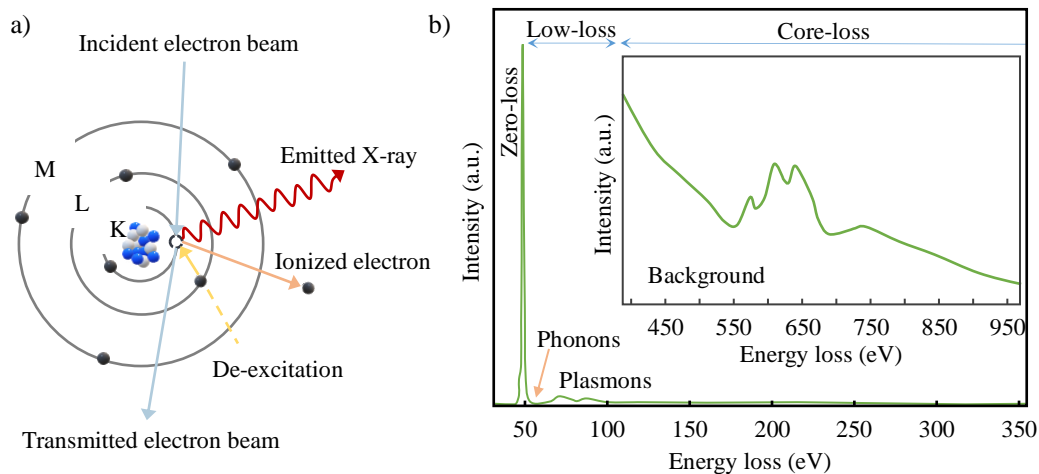 a)
Incident electron beam
M
L
K
Emitted X-ray
Ionized electron
De-excitation
Transmitted electron beam
b)
Low-loss
Core-loss
Zero-loss
Intensity (a.u.)
Intensity (a.u.)
Background
450 550 650 750 850 950
Energy loss (eV)
Phonons
Plasmons
50 100 150 200 250 300 350
Energy loss (eV)